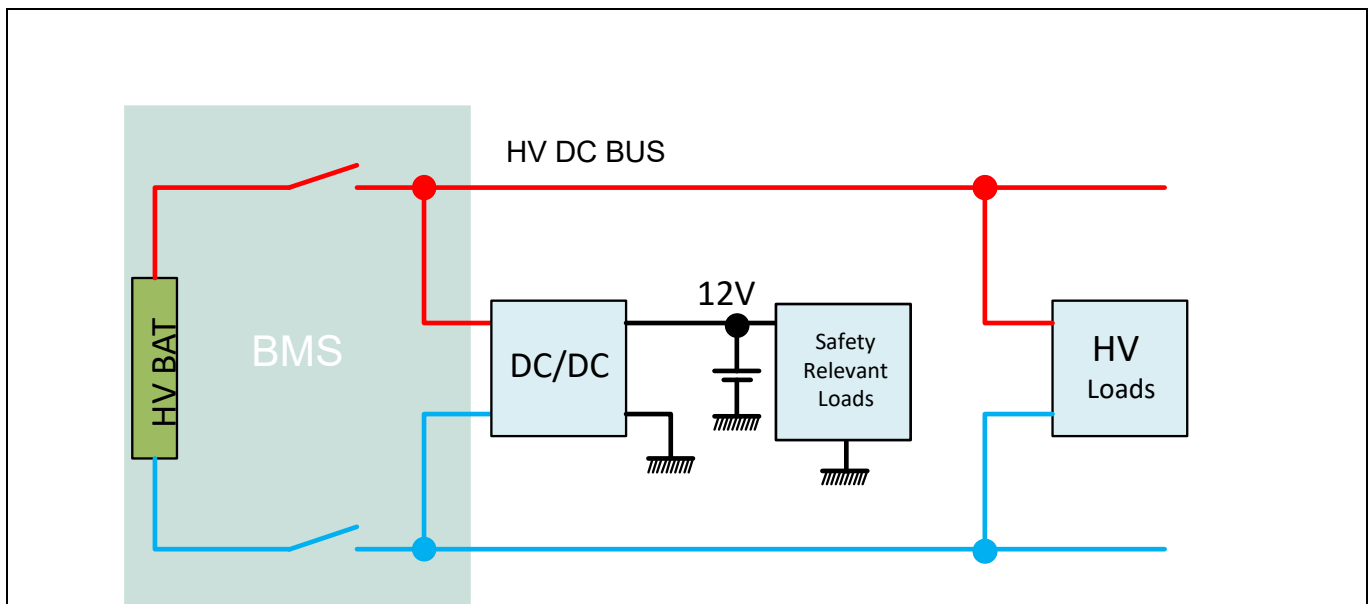 HV DC BUS
12V
HV BAT
BMS
DC/DC
Safety
Relevant
Loads
HV
Loads